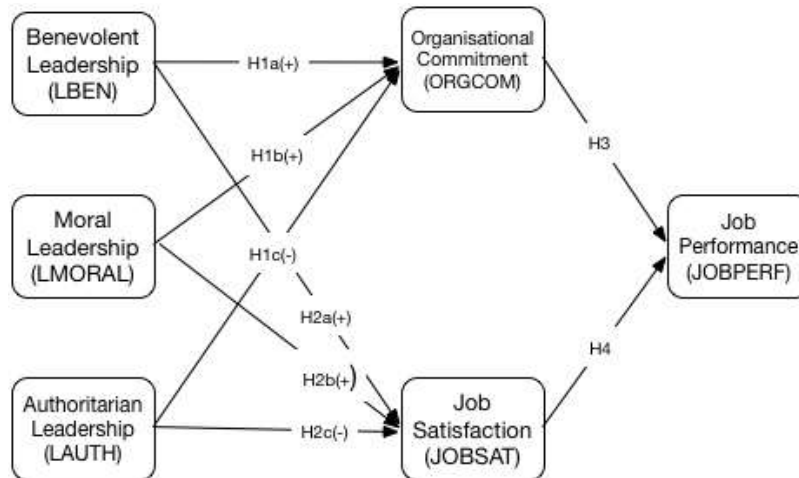 Benevolent
Leadership
(LBEN)
H1a(+)
Organisational
Commitment
(ORGCOM)
H1b(+)
H3
Moral
Leadership
(LMORAL)
H1c(-)
Job
Performance
(JOBPERF)
H2a(+)
H4
H2b(+)
Authoritarian
Leadership
(LAUTH)
H2c(-)
Job
Satisfaction
(JOBSAT)